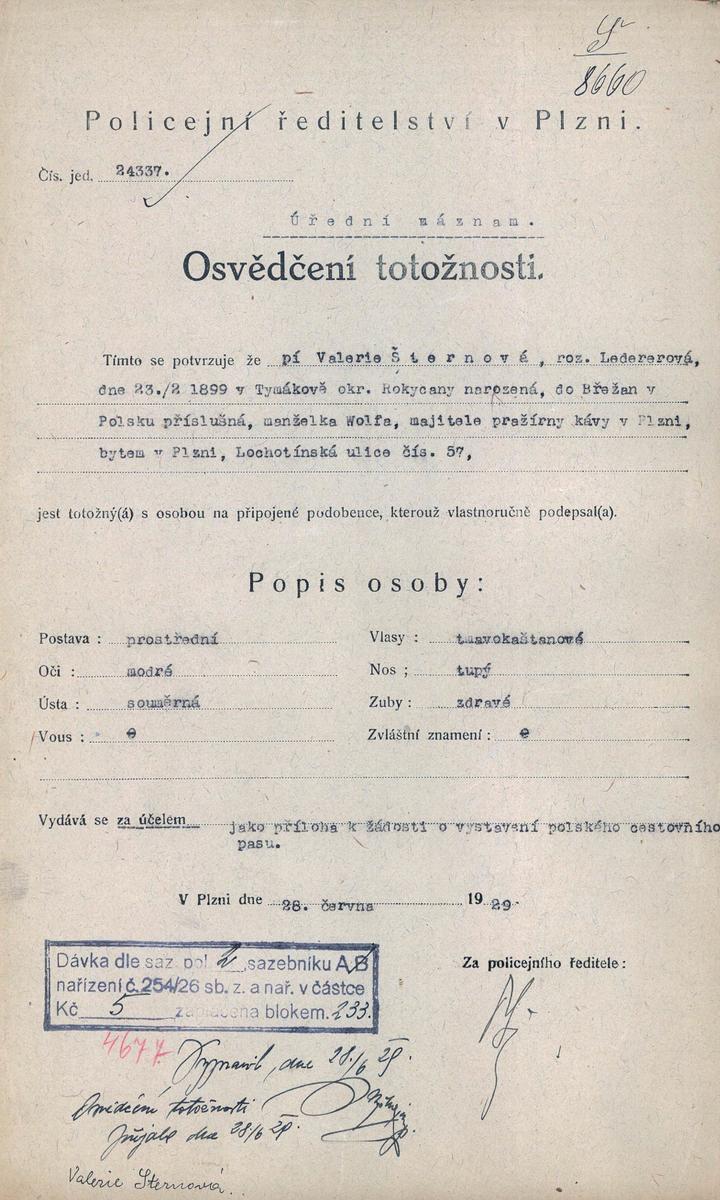 8660
Policejní ředitelství v Plzni.
Čís. jed. 24337.
Úřední záznam.
Osvědčení totožnosti.
Tímto se potvrzuje že pí Valerie Šternová, roz. Ledererová,
dne 23./2 1899 v Tymákově okr. Rokycany narozená, do Břežan v
Polsku příslušná, manželka Wolfa, majitele pražírny kávy v Plzni,
bytem v Plzni, Lochotínská ulice čís. 57,
jest totožný(á) s osobou na připojené podobence, kterouž vlastnoručně podepsal(a).
Popis osoby:
Postava : prostřední Vlasy : tmavokaštanové
Oči : modré Nos ; tupý
Ústa : souměrná Zuby : zdravé
Vous : Zvláštní znamení :
Vydává se za účelem jako příloha k žádosti o vystavení polského cestovního
pasu.
V Plzni dne 28. června 1929.
Dávka dle saz. pol 2 sazebníku A,B
nařízení č. 254/26 sb. z. a nař. v částce
Kč 5 zaplacena blokem. 233.
Za policejního ředitele :
4677
Vypravil, dne 28/6 29.
Osvědčení totožnosti
přijala dne 28/6 29.
Valerie Sternová.